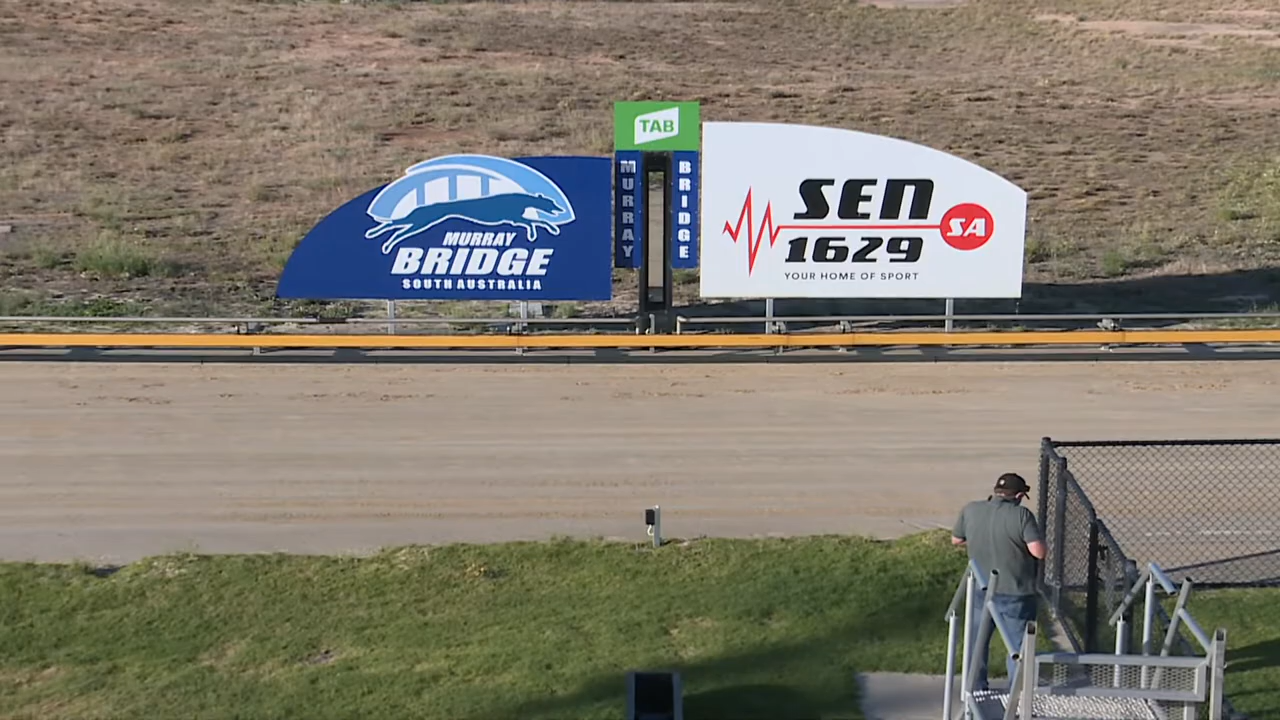 TAB
MURRAY
BRIDGE
MURRAY
BRIDGE
SOUTH AUSTRALIA
SEN
SA
1629
YOUR HOME OF SPORT